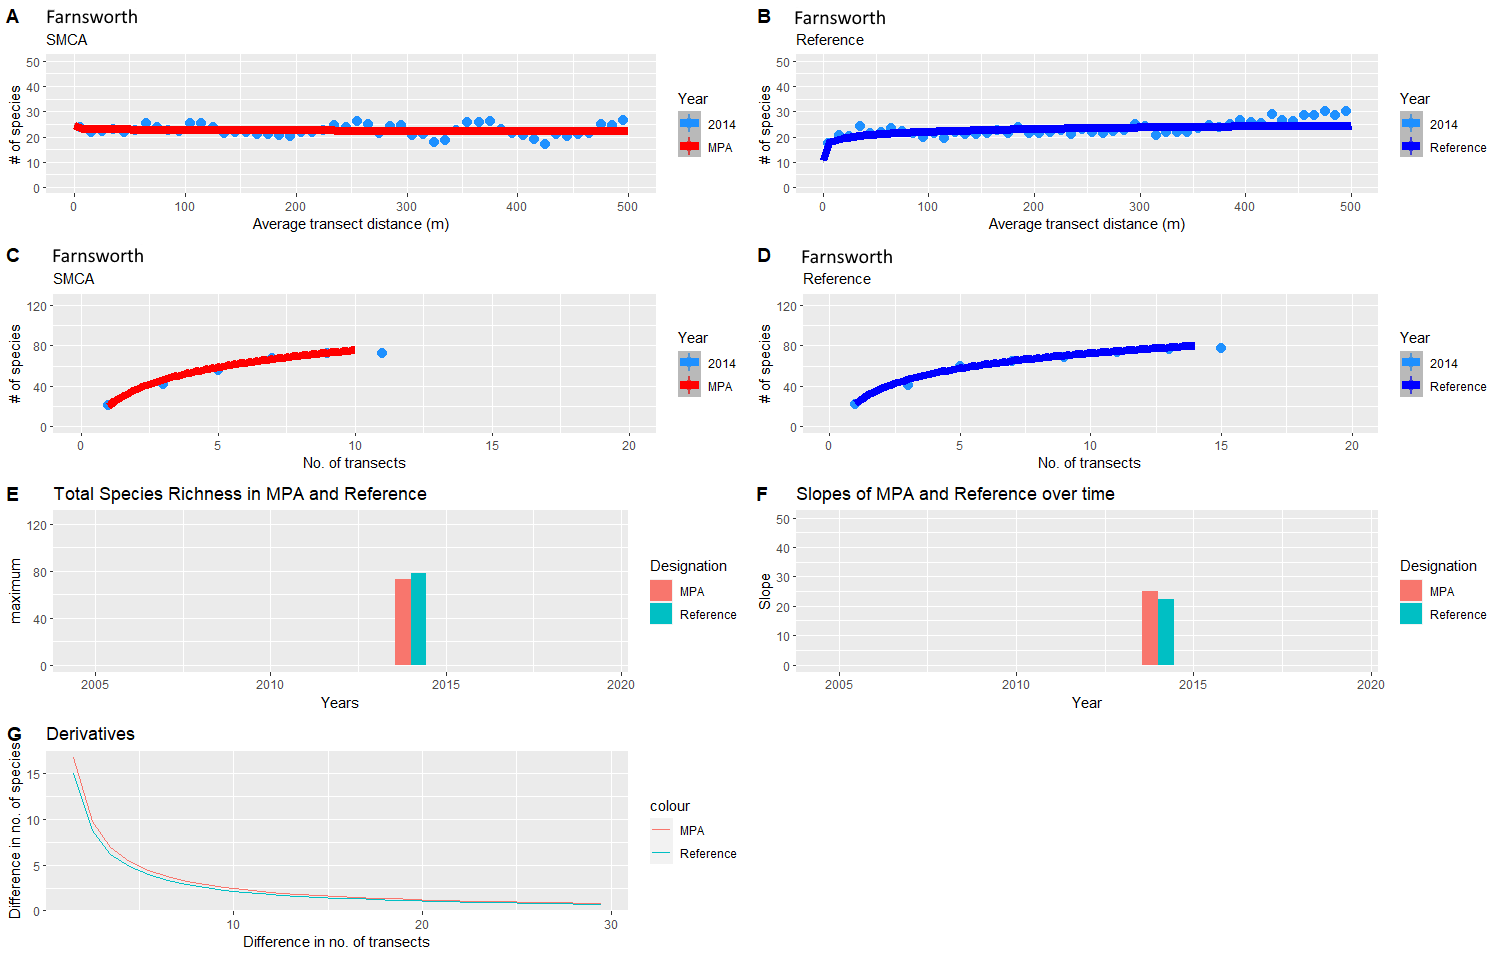 A Farnsworth
SMCA
# of species
50
40
30
20
10
0
0 100 200 300 400 500
Average transect distance (m)
Year
2014
MPA
B Farnsworth
Reference
# of species
50
40
30
20
10
0
0 100 200 300 400 500
Average transect distance (m)
Year
2014
Reference
C Farnsworth
SMCA
# of species
120
80
40
0
0 5 10 15 20
No. of transects
Year
2014
MPA
D Farnsworth
Reference
# of species
120
80
40
0
0 5 10 15 20
No. of transects
Year
2014
Reference
E Total Species Richness in MPA and Reference
maximum
120
80
40
0
2005 2010 2015 2020
Years
Designation
MPA
Reference
F Slopes of MPA and Reference over time
Slope
50
40
30
20
10
0
2005 2010 2015 2020
Year
Designation
MPA
Reference
G Derivatives
Difference in no. of species
15
10
5
0
10 20 30
Difference in no. of transects
colour
MPA
Reference